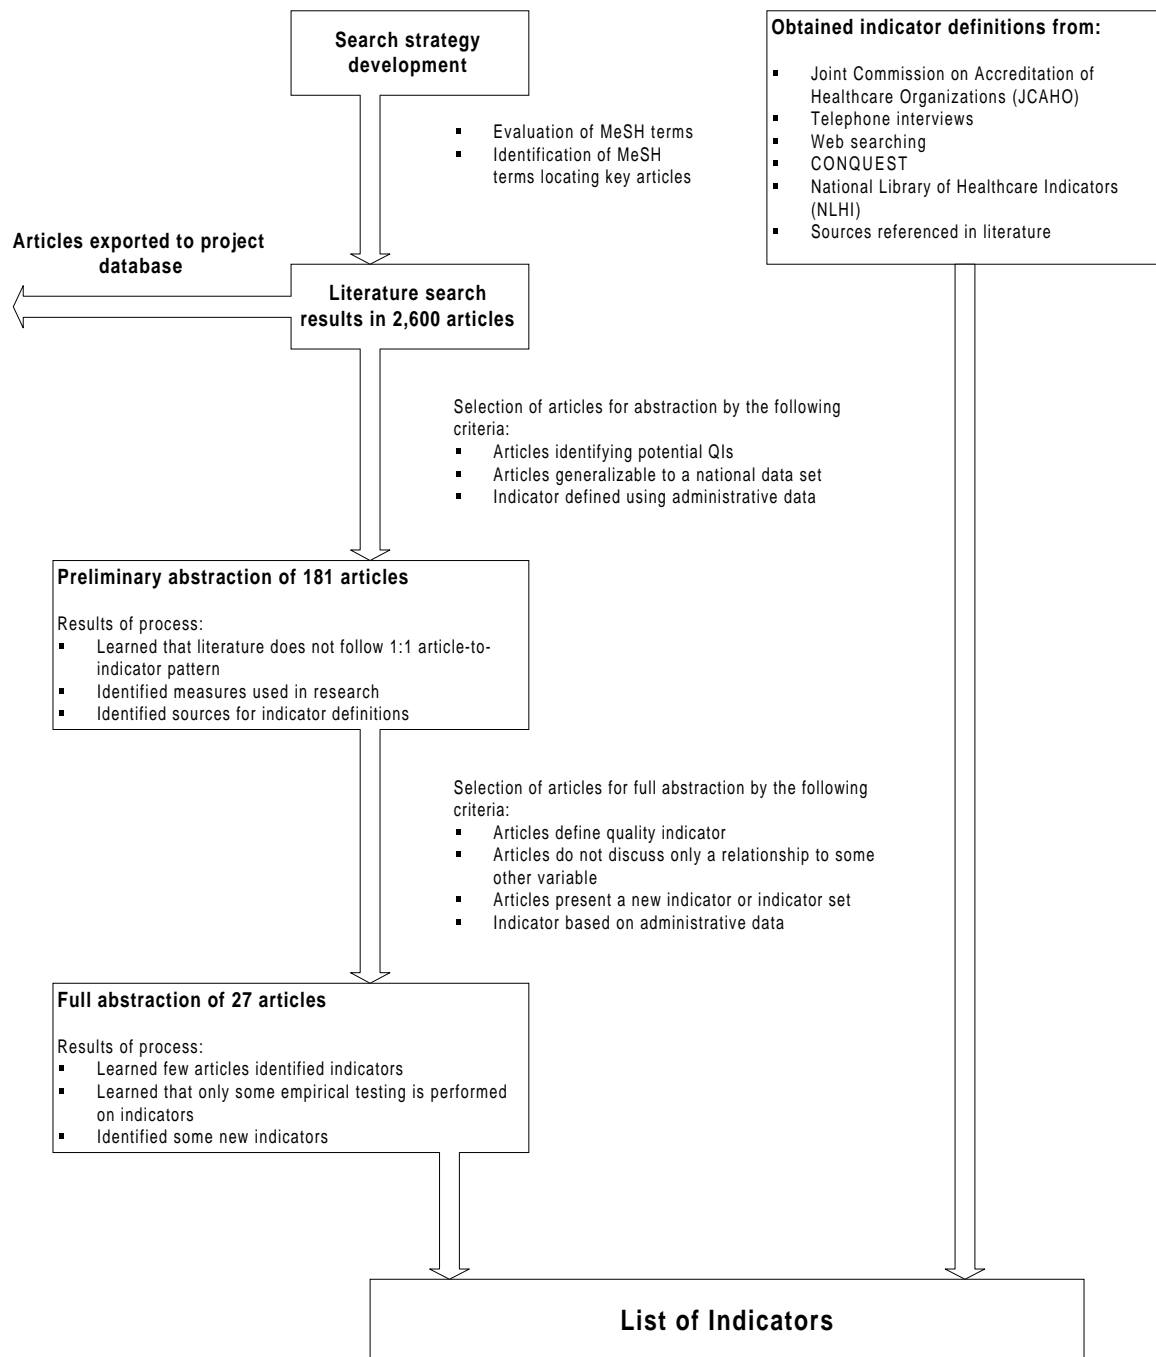 Search strategy
development
▪ Evaluation of MeSH terms
▪ Identification of MeSH
terms locating key articles
Articles exported to project
database
Literature search
results in 2,600 articles
Selection of articles for abstraction by the following
criteria:
▪ Articles identifying potential QIs
▪ Articles generalizable to a national data set
▪ Indicator defined using administrative data
Preliminary abstraction of 181 articles
Results of process:
▪ Learned that literature does not follow 1:1 article-to-
indicator pattern
▪ Identified measures used in research
▪ Identified sources for indicator definitions
Selection of articles for full abstraction by the following
criteria:
▪ Articles define quality indicator
▪ Articles do not discuss only a relationship to some
other variable
▪ Articles present a new indicator or indicator set
▪ Indicator based on administrative data
Full abstraction of 27 articles
Results of process:
▪ Learned few articles identified indicators
▪ Learned that only some empirical testing is performed
on indicators
▪ Identified some new indicators
Obtained indicator definitions from:
▪ Joint Commission on Accreditation of
Healthcare Organizations (JCAHO)
▪ Telephone interviews
▪ Web searching
▪ CONQUEST
▪ National Library of Healthcare Indicators
(NLHI)
▪ Sources referenced in literature
List of Indicators